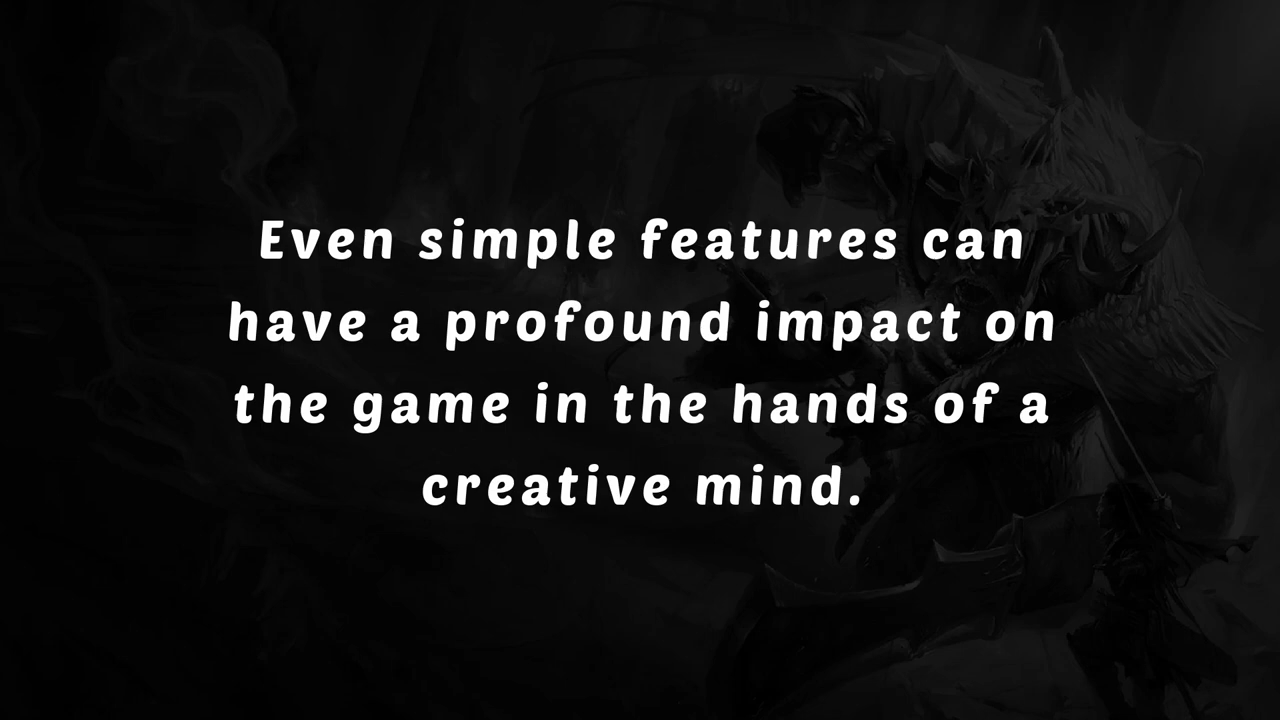 Even simple features can
have a profound impact on
the game in the hands of a
creative mind.